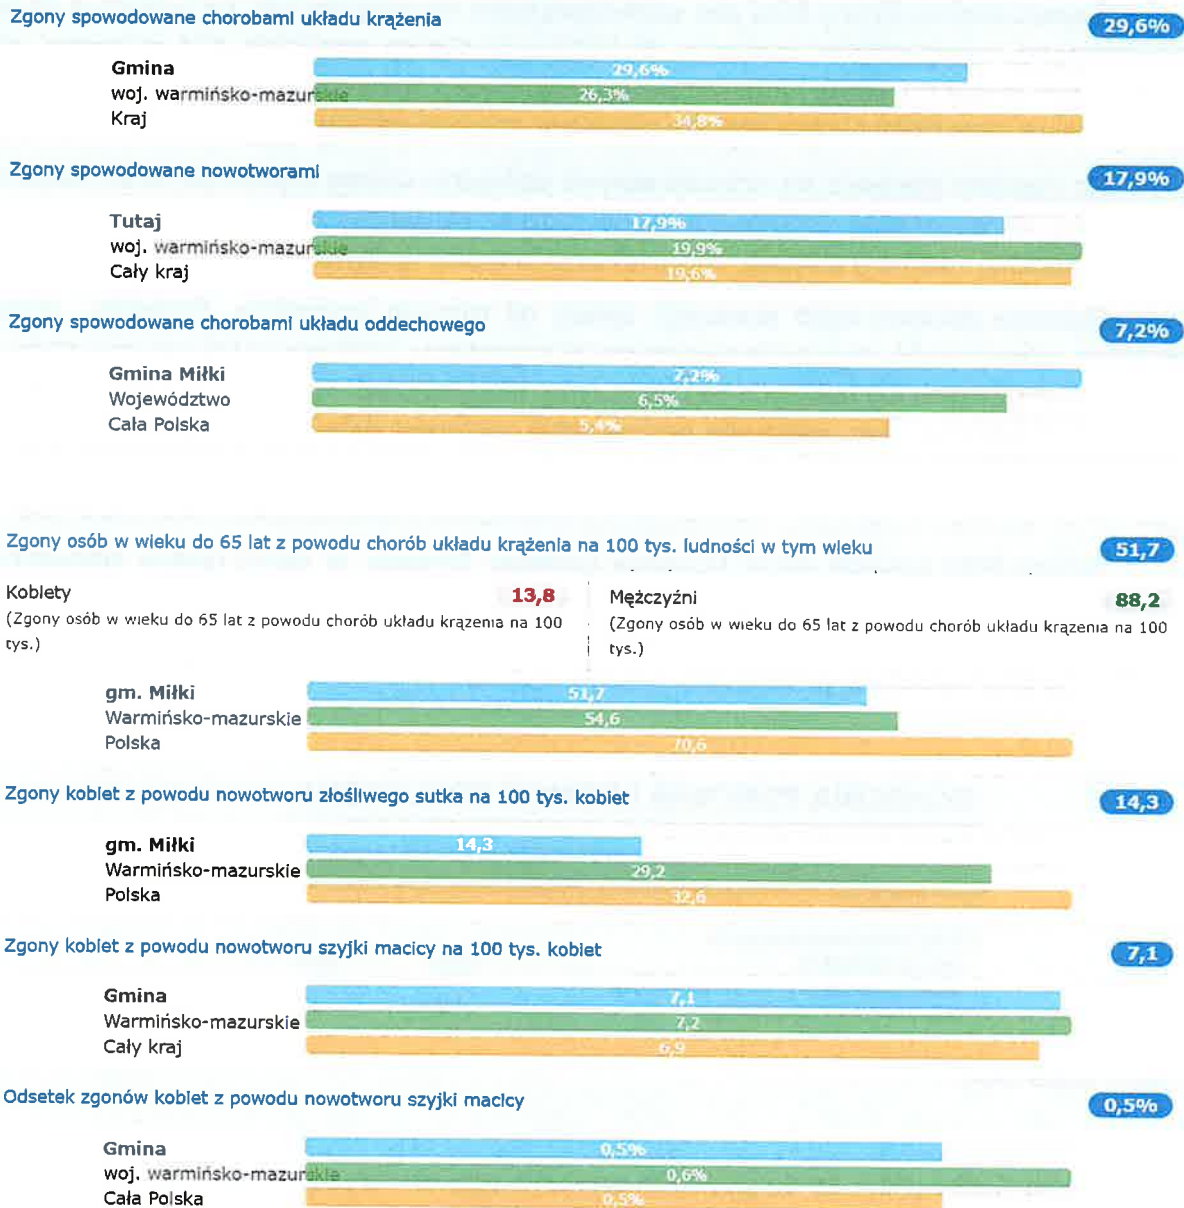 Zgony spowodowane chorobami układu krążenia 29,6%
Gmina 29,6%
woj. warmińsko-mazurskie 26,3%
Kraj 34,8%
Zgony spowodowane nowotworami 17,9%
Tutaj 17,9%
woj. warmińsko-mazurskie 19,9%
Cały kraj 19,6%
Zgony spowodowane chorobami układu oddechowego 7,2%
Gmina Miłki 7,2%
Województwo 6,5%
Cała Polska 5,4%
Zgony osób w wieku do 65 lat z powodu chorób układu krążenia na 100 tys. ludności w tym wieku 51,7
Kobiety 13,8
(Zgony osób w wieku do 65 lat z powodu chorób układu krążenia na 100
tys.)
Mężczyźni 88,2
(Zgony osób w wieku do 65 lat z powodu chorób układu krążenia na 100
tys.)
gm. Miłki 51,7
Warmińsko-mazurskie 54,6
Polska 70,6
Zgony kobiet z powodu nowotworu złośliwego sutka na 100 tys. kobiet 14,3
gm. Miłki 14,3
Warmińsko-mazurskie 29,2
Polska 32,6
Zgony kobiet z powodu nowotworu szyjki macicy na 100 tys. kobiet 7,1
Gmina 7,1
Warmińsko-mazurskie 7,2
Cały kraj 6,9
Odsetek zgonów kobiet z powodu nowotworu szyjki macicy 0,5%
Gmina 0,5%
woj. warmińsko-mazurskie 0,6%
Cała Polska 0,5%